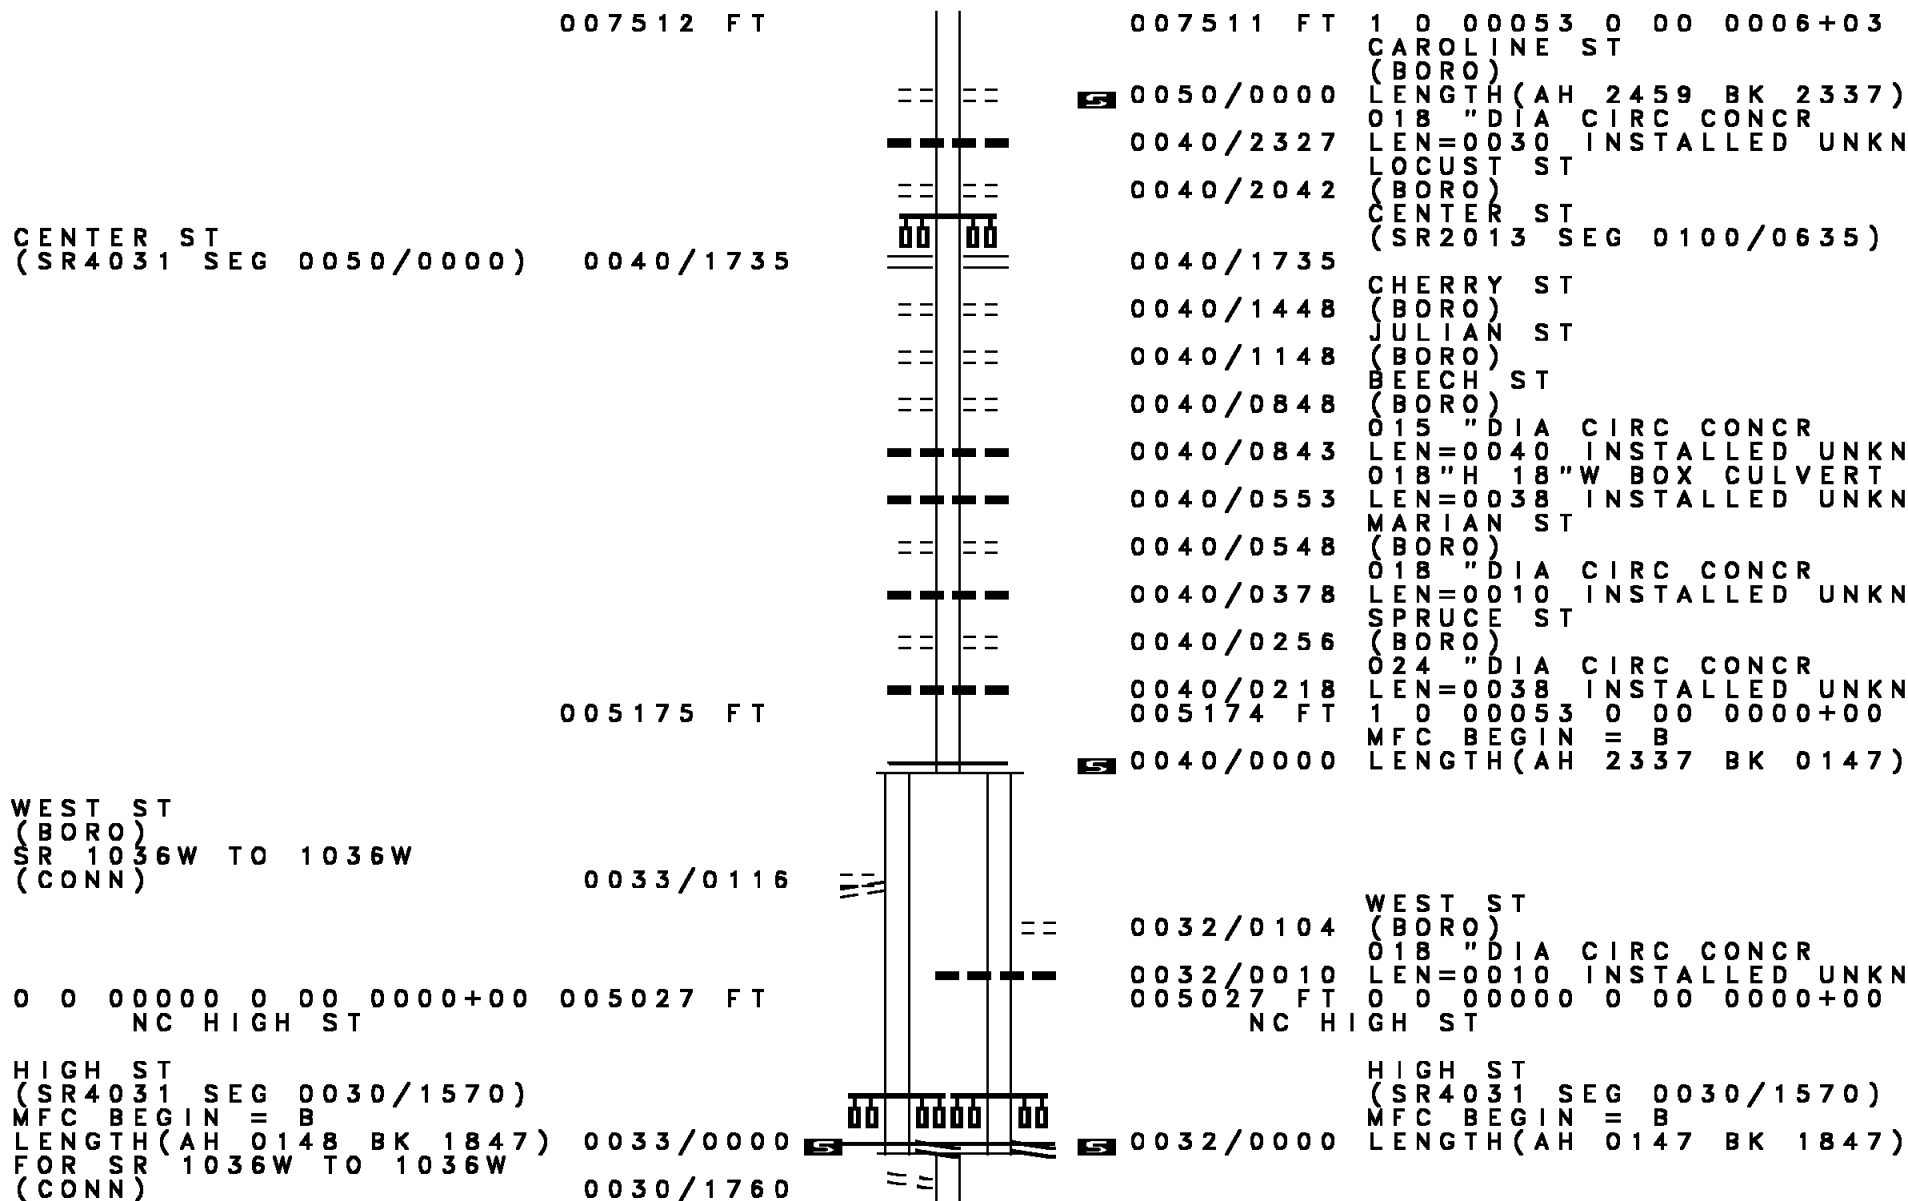 007512 FT 007511 FT 1 0 00053 0 00 0006+03
CAROLINE ST
(BORO)
S 0050/0000 LENGTH(AH 2459 BK 2337)
018 "DIA CIRC CONCR
0040/2327 LEN=0030 INSTALLED UNKN
LOCUST ST
0040/2042 (BORO)
CENTER ST
CENTER ST (SR2013 SEG 0100/0635)
(SR4031 SEG 0050/0000) 0040/1735 0040/1735
CHERRY ST
0040/1448 (BORO)
JULIAN ST
0040/1148 (BORO)
BEECH ST
0040/0848 (BORO)
015 "DIA CIRC CONCR
0040/0843 LEN=0040 INSTALLED UNKN
018"H 18"W BOX CULVERT
0040/0553 LEN=0038 INSTALLED UNKN
MARIAN ST
0040/0548 (BORO)
018 "DIA CIRC CONCR
0040/0378 LEN=0010 INSTALLED UNKN
SPRUCE ST
0040/0256 (BORO)
024 "DIA CIRC CONCR
0040/0218 LEN=0038 INSTALLED UNKN
005175 FT 005174 FT 1 0 00053 0 00 0000+00
MFC BEGIN = B
S 0040/0000 LENGTH(AH 2337 BK 0147)
WEST ST
(BORO)
SR 1036W TO 1036W
(CONN) 0033/0116
WEST ST
0032/0104 (BORO)
018 "DIA CIRC CONCR
0032/0010 LEN=0010 INSTALLED UNKN
0 0 00000 0 00 0000+00 005027 FT 005027 FT 0 0 00000 0 00 0000+00
NC HIGH ST NC HIGH ST
HIGH ST HIGH ST
(SR4031 SEG 0030/1570) (SR4031 SEG 0030/1570)
MFC BEGIN = B MFC BEGIN = B
LENGTH(AH 0148 BK 1847) 0033/0000 S S 0032/0000 LENGTH(AH 0147 BK 1847)
FOR SR 1036W TO 1036W
(CONN) 0030/1760